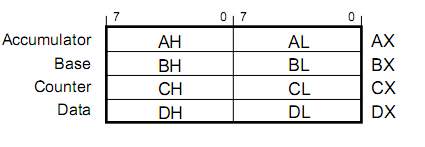 7 0 7 0
Accumulator AH AL AX
Base BH BL BX
Counter CH CL CX
Data DH DL DX